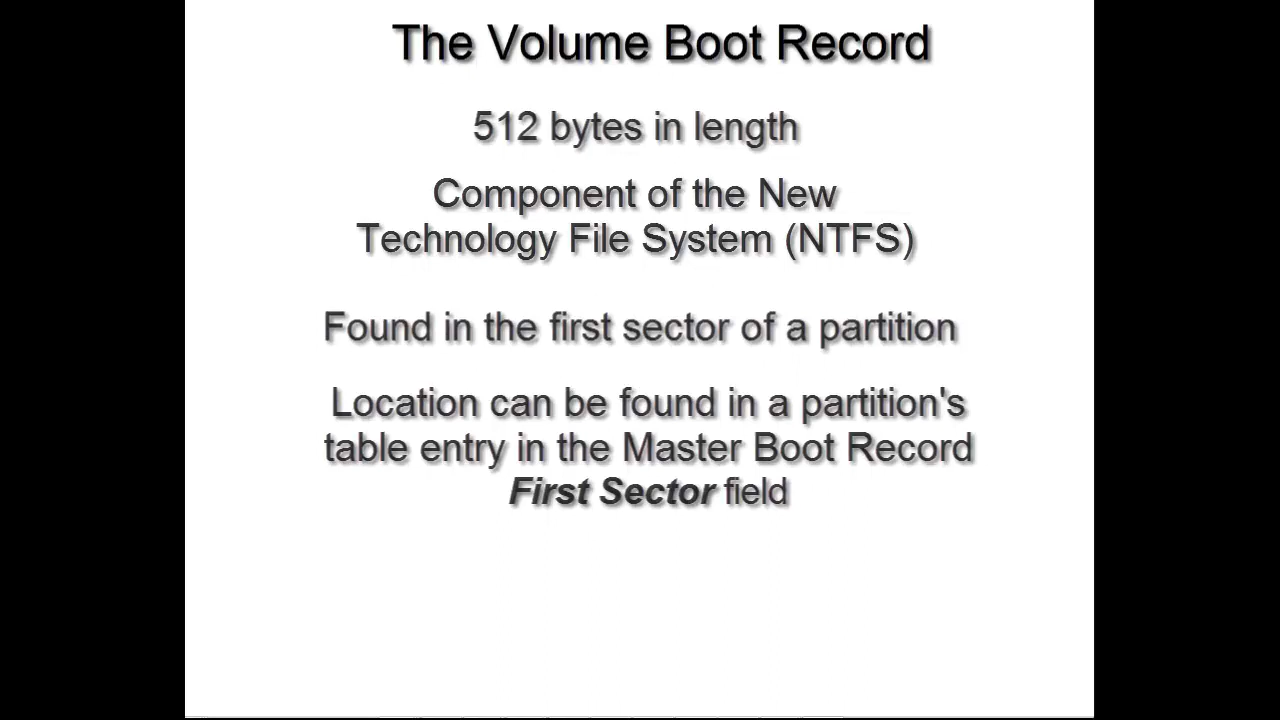 The Volume Boot Record
512 bytes in length
Component of the New
Technology File System (NTFS)
Found in the first sector of a partition
Location can be found in a partition's
table entry in the Master Boot Record
First Sector field